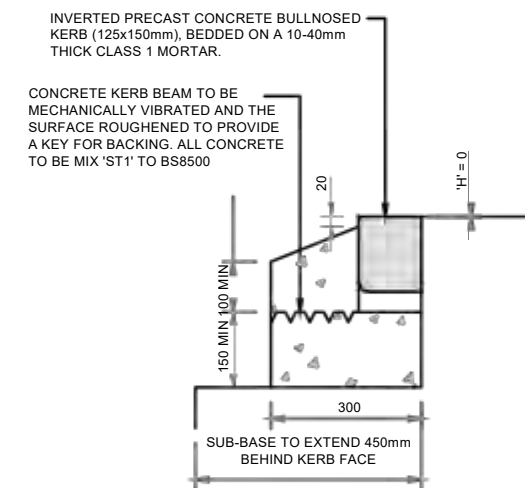 INVERTED PRECAST CONCRETE BULLNOSED
KERB (125x150mm), BEDDED ON A 10-40mm
THICK CLASS 1 MORTAR.
CONCRETE KERB BEAM TO BE
MECHANICALLY VIBRATED AND THE
SURFACE ROUGHENED TO PROVIDE
A KEY FOR BACKING. ALL CONCRETE
TO BE MIX 'ST1' TO BS8500
20
'H' = 0
100 MIN
150 MIN
300
SUB-BASE TO EXTEND 450mm
BEHIND KERB FACE